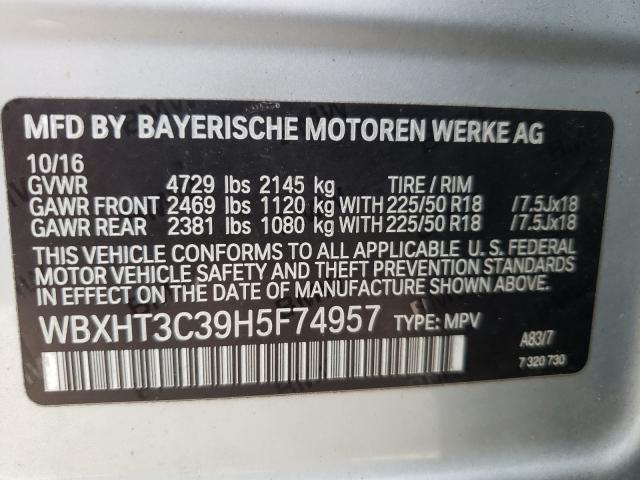 MFD BY BAYERISCHE MOTOREN WERKE AG
10/16
GVWR 4729 lbs 2145 kg TIRE / RIM
GAWR FRONT 2469 lbs 1120 kg WITH 225/50 R18 /7.5Jx18
GAWR REAR 2381 lbs 1080 kg WITH 225/50 R18 /7.5Jx18
THIS VEHICLE CONFORMS TO ALL APPLICABLE U. S. FEDERAL
MOTOR VEHICLE SAFETY AND THEFT PREVENTION STANDARDS
IN EFFECT ON THE DATE OF MANUFACTURE SHOWN ABOVE.
WBXHT3C39H5F74957 TYPE: MPV A83/7
7 320 730